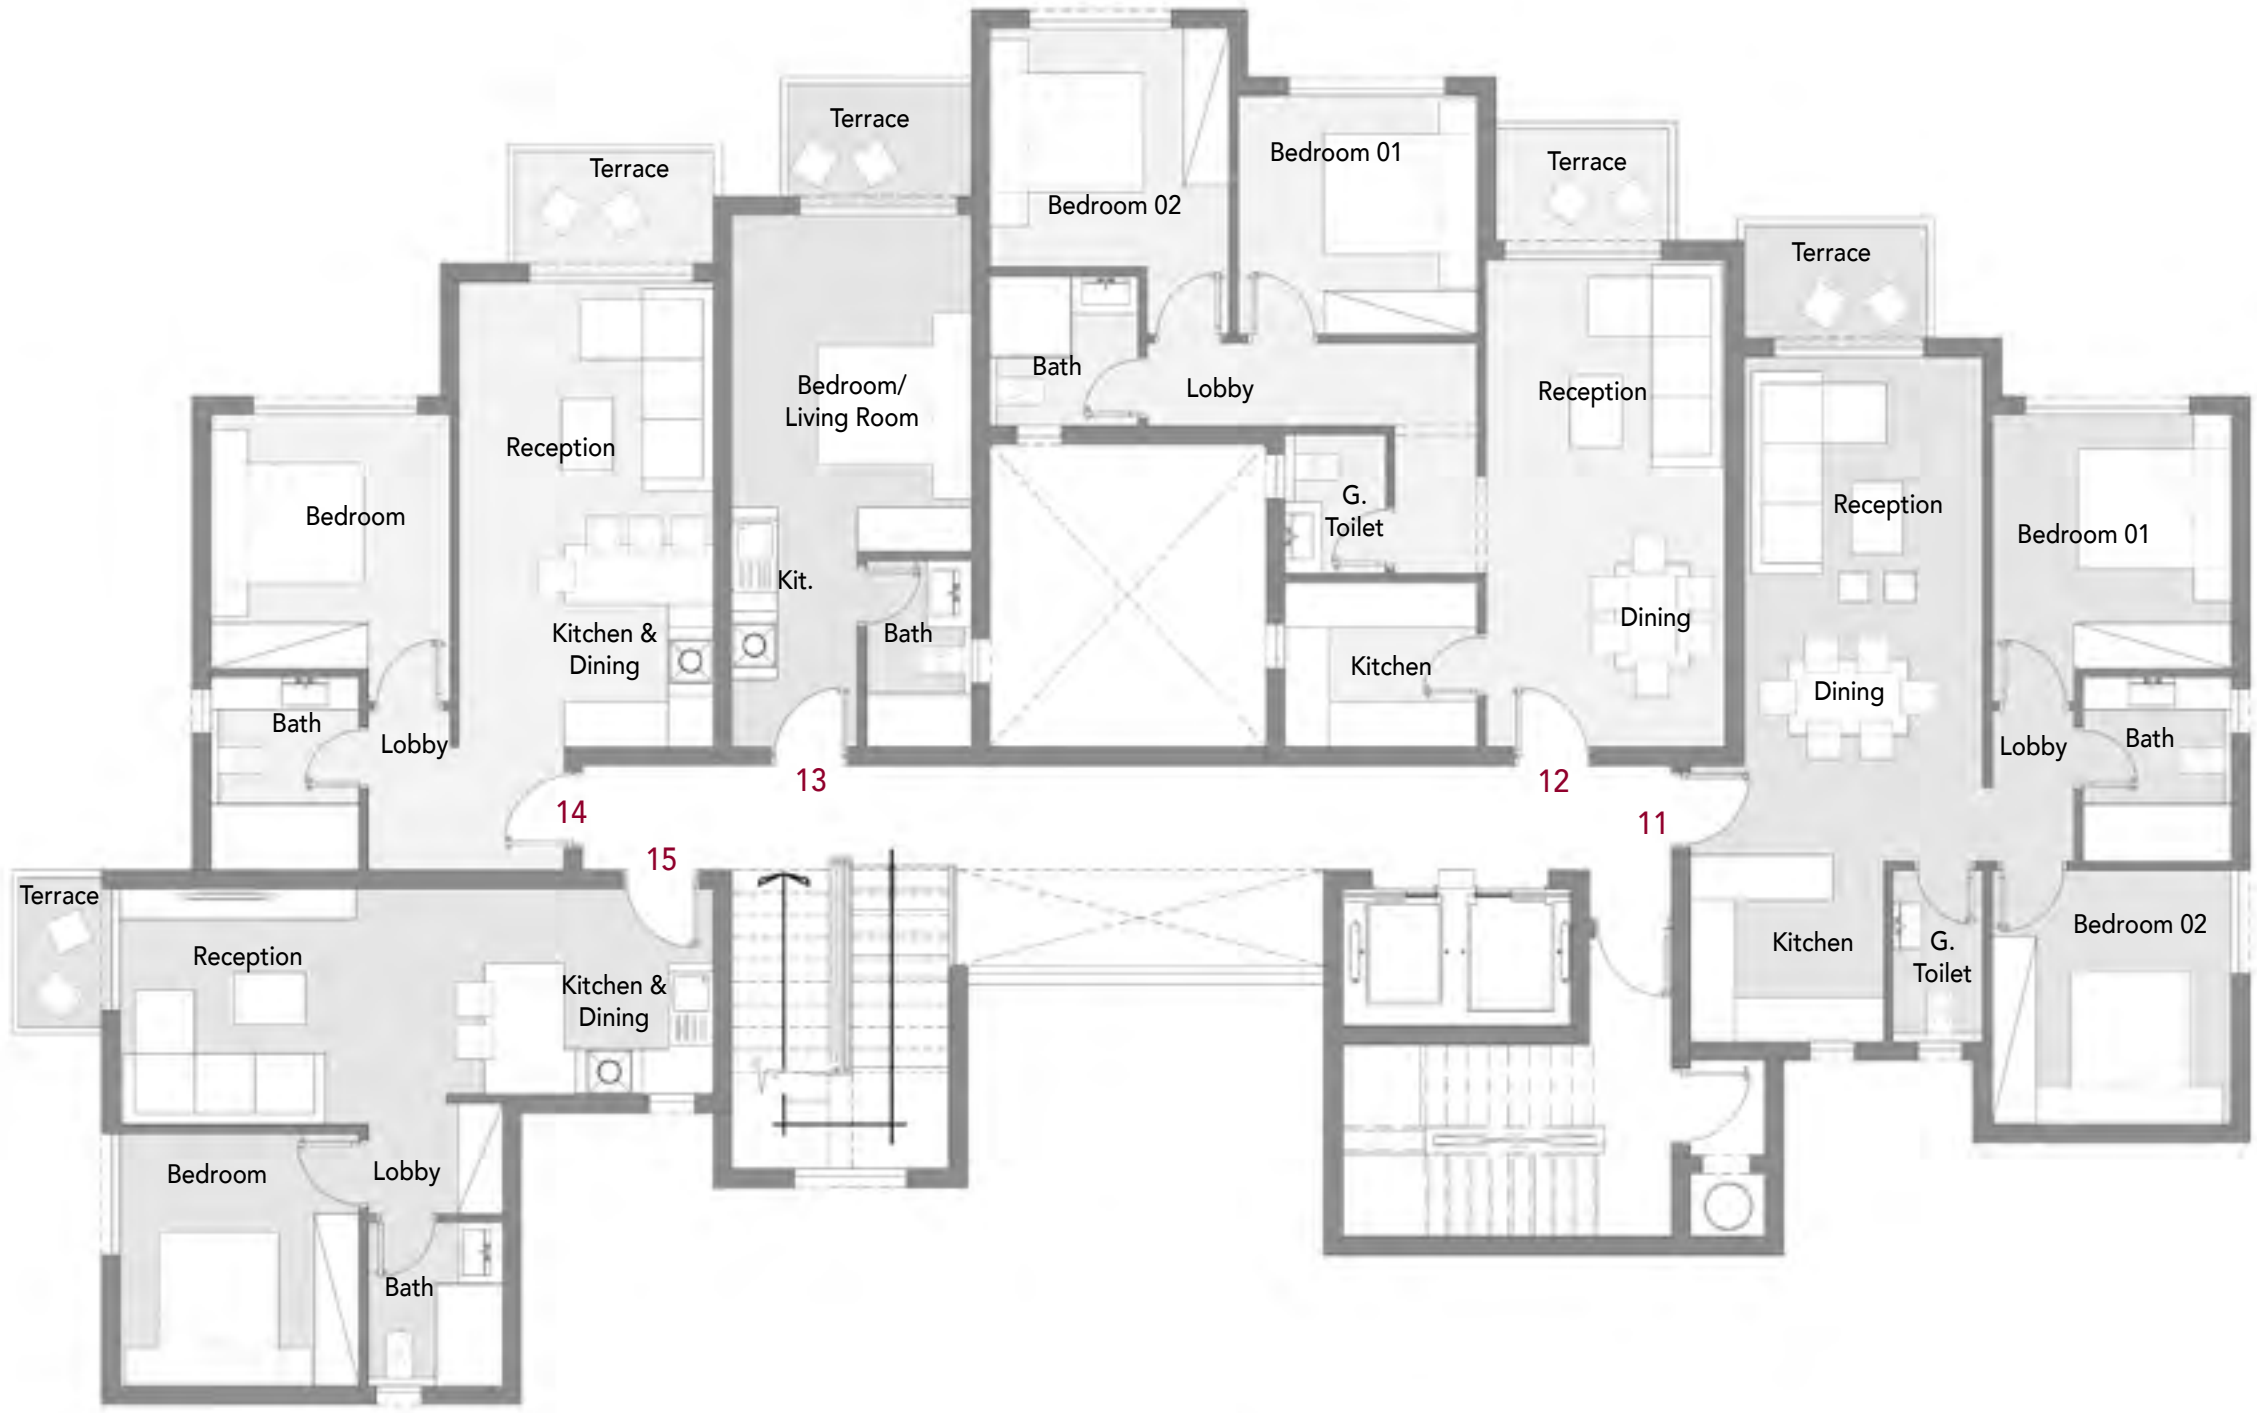 Terrace
Terrace
Bedroom 02
Bedroom 01
Terrace
Terrace
Bedroom
Reception
Kitchen &
Dining
Bath
Lobby
Bedroom/
Living Room
Kit.
Bath
Bath
Lobby
G.
Toilet
Kitchen
Reception
Dining
Reception
Dining
Bedroom 01
Lobby
Bath
Kitchen
G.
Toilet
Bedroom 02
13
12
14
11
15
Terrace
Reception
Kitchen &
Dining
Bedroom
Lobby
Bath